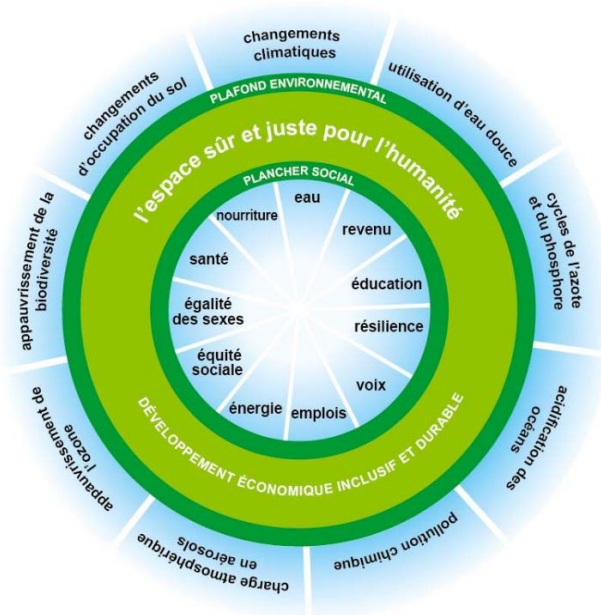 changements
climatiques
utilisation d'eau douce
cycles de l'azote
et du phosphore
acidification des
océans
pollution chimique
charge atmosphérique
en aérosols
appauvrissement de
l'ozone
appauvrissement de la
biodiversité
changements
d'occupation du sol
PLAFOND ENVIRONNEMENTAL
l'espace sûr et juste pour l'humanité
PLANCHER SOCIAL
eau
revenu
éducation
résilience
voix
emplois
énergie
équité
sociale
égalité
des sexes
santé
nourriture
DÉVELOPPEMENT ÉCONOMIQUE INCLUSIF ET DURABLE